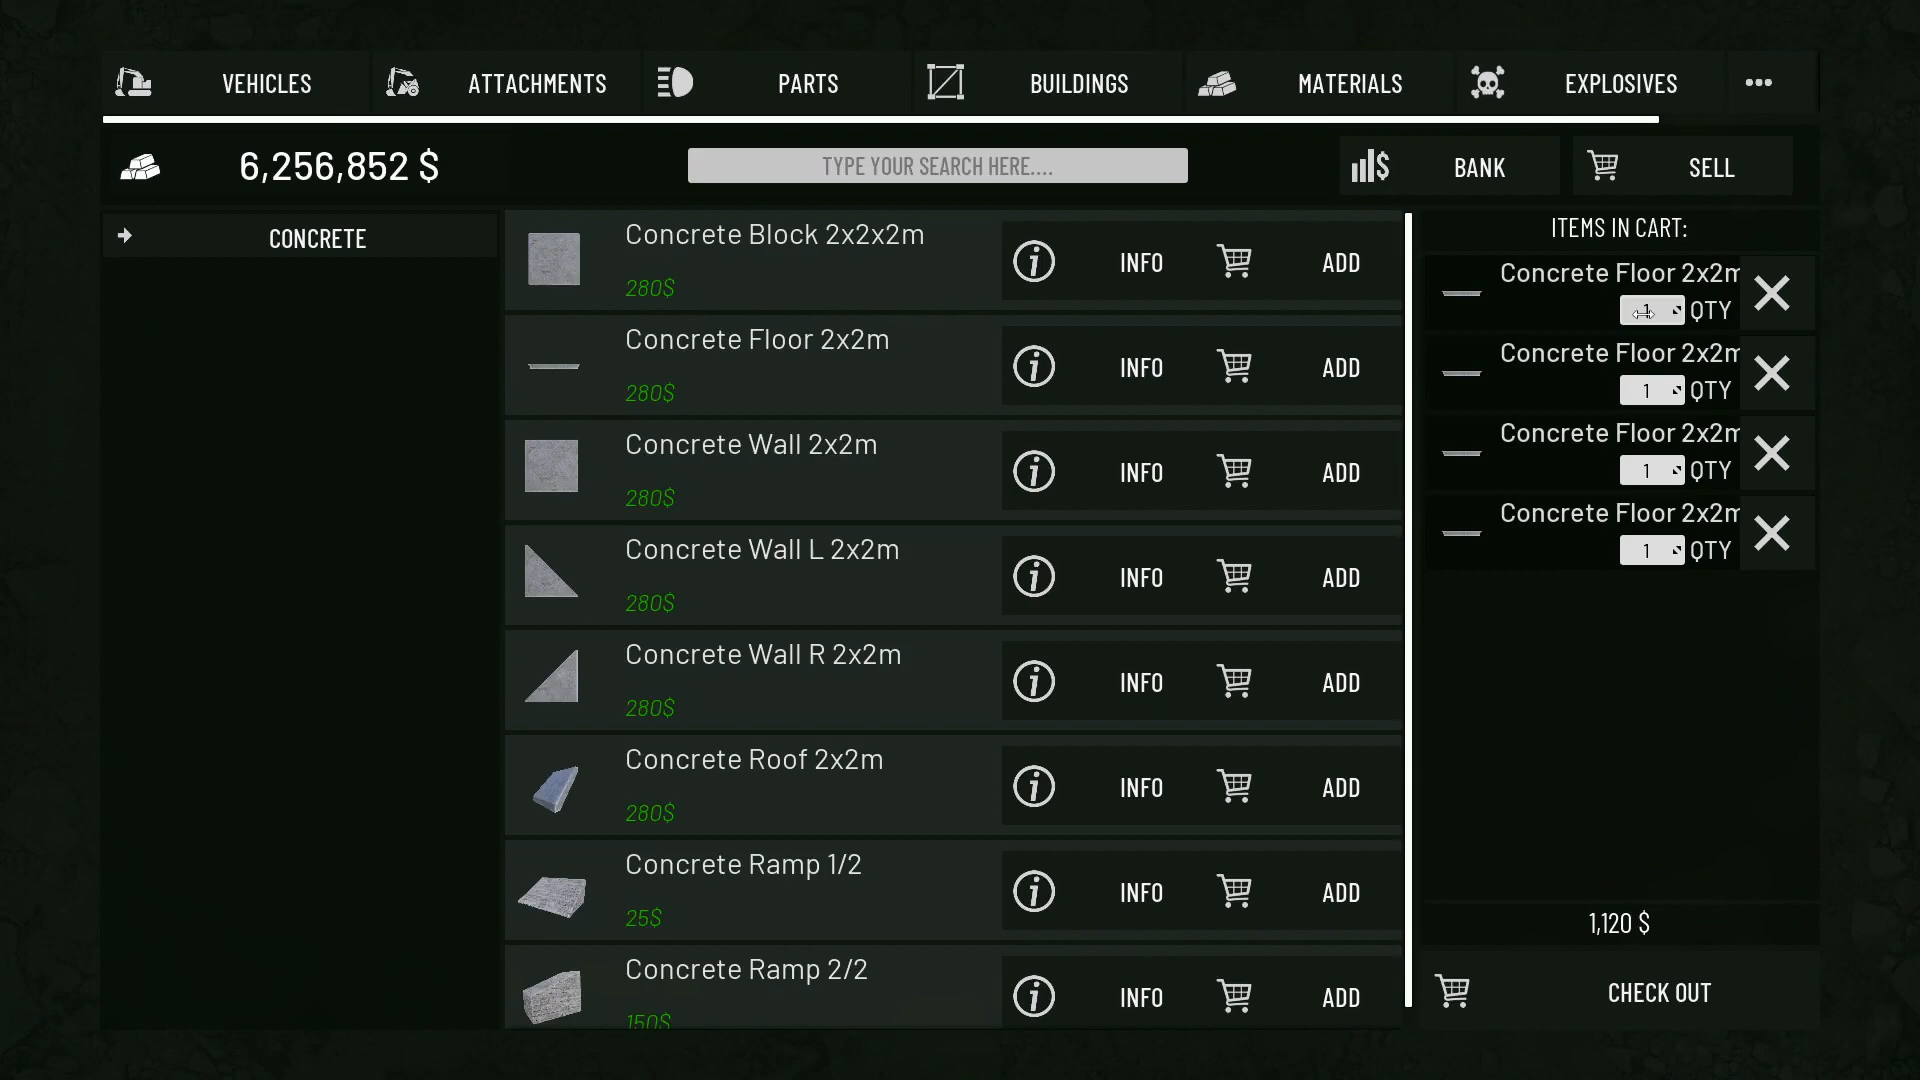 VEHICLES
ATTACHMENTS
PARTS
BUILDINGS
MATERIALS
EXPLOSIVES
•••
6,256,852 $
TYPE YOUR SEARCH HERE....
BANK
SELL
CONCRETE
Concrete Block 2x2x2m
280$
INFO
ADD
Concrete Floor 2x2m
280$
INFO
ADD
Concrete Wall 2x2m
280$
INFO
ADD
Concrete Wall L 2x2m
280$
INFO
ADD
Concrete Wall R 2x2m
280$
INFO
ADD
Concrete Roof 2x2m
280$
INFO
ADD
Concrete Ramp 1/2
25$
INFO
ADD
Concrete Ramp 2/2
150$
INFO
ADD
ITEMS IN CART:
Concrete Floor 2x2m
1 QTY
Concrete Floor 2x2m
1 QTY
Concrete Floor 2x2m
1 QTY
Concrete Floor 2x2m
1 QTY
1,120 $
CHECK OUT